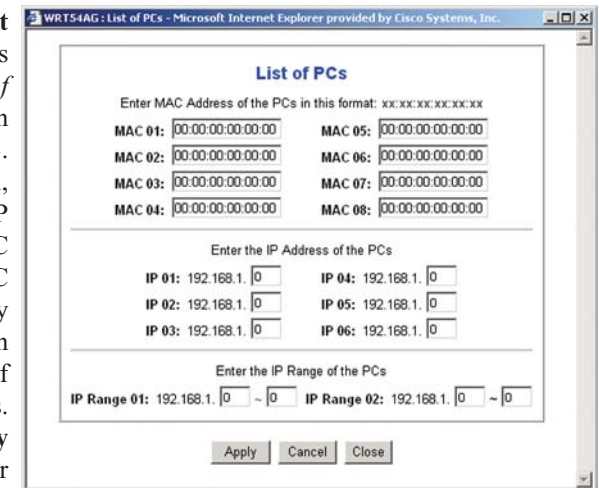 WRT54AG : List of PCs - Microsoft Internet Explorer provided by Cisco Systems, Inc.
List of PCs
Enter MAC Address of the PCs in this format: xx:xx:xx:xx:xx:xx
MAC 01: 00:00:00:00:00:00 MAC 05: 00:00:00:00:00:00
MAC 02: 00:00:00:00:00:00 MAC 06: 00:00:00:00:00:00
MAC 03: 00:00:00:00:00:00 MAC 07: 00:00:00:00:00:00
MAC 04: 00:00:00:00:00:00 MAC 08: 00:00:00:00:00:00
Enter the IP Address of the PCs
IP 01: 192.168.1. 0 IP 04: 192.168.1. 0
IP 02: 192.168.1. 0 IP 05: 192.168.1. 0
IP 03: 192.168.1. 0 IP 06: 192.168.1. 0
Enter the IP Range of the PCs
IP Range 01: 192.168.1. 0 ~ 0 IP Range 02: 192.168.1. 0 ~ 0
Apply Cancel Close